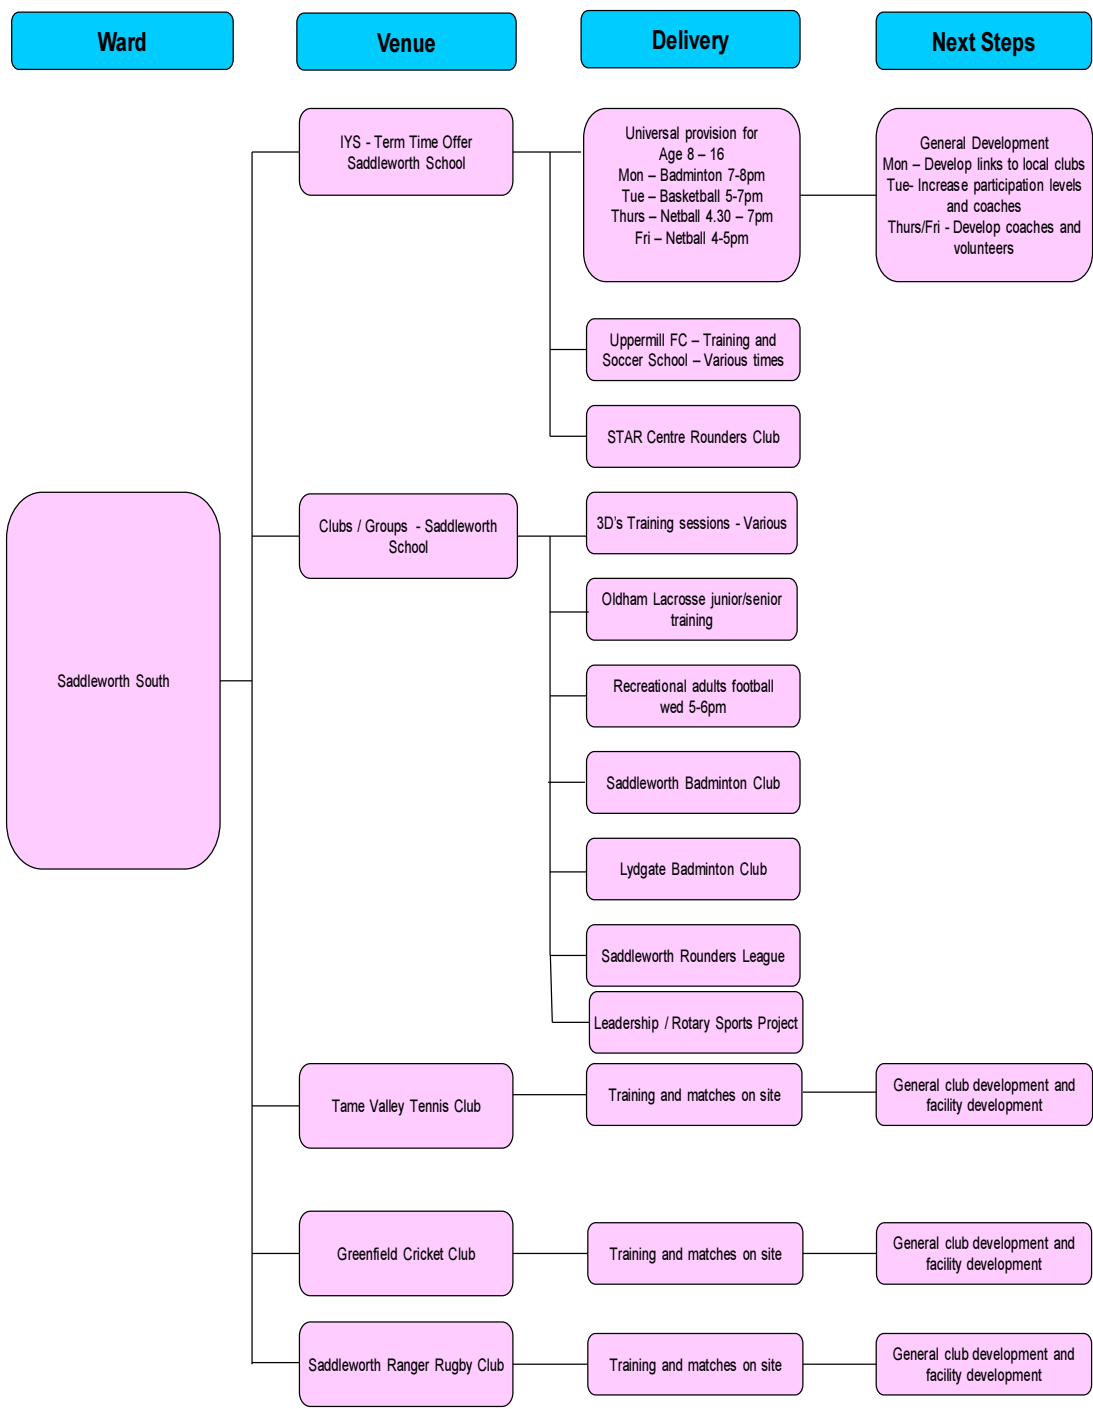 Ward
Venue
Delivery
Next Steps
Saddleworth South
IYS - Term Time Offer
Saddleworth School
Universal provision for
Age 8 – 16
Mon – Badminton 7-8pm
Tue – Basketball 5-7pm
Thurs – Netball 4.30 – 7pm
Fri – Netball 4-5pm
General Development
Mon – Develop links to local clubs
Tue- Increase participation levels
and coaches
Thurs/Fri - Develop coaches and
volunteers
Uppermill FC – Training and
Soccer School – Various times
STAR Centre Rounders Club
Clubs / Groups - Saddleworth
School
3D's Training sessions - Various
Oldham Lacrosse junior/senior
training
Recreational adults football
wed 5-6pm
Saddleworth Badminton Club
Lydgate Badminton Club
Saddleworth Rounders League
Leadership / Rotary Sports Project
Tame Valley Tennis Club
Training and matches on site
General club development and
facility development
Greenfield Cricket Club
Training and matches on site
General club development and
facility development
Saddleworth Ranger Rugby Club
Training and matches on site
General club development and
facility development